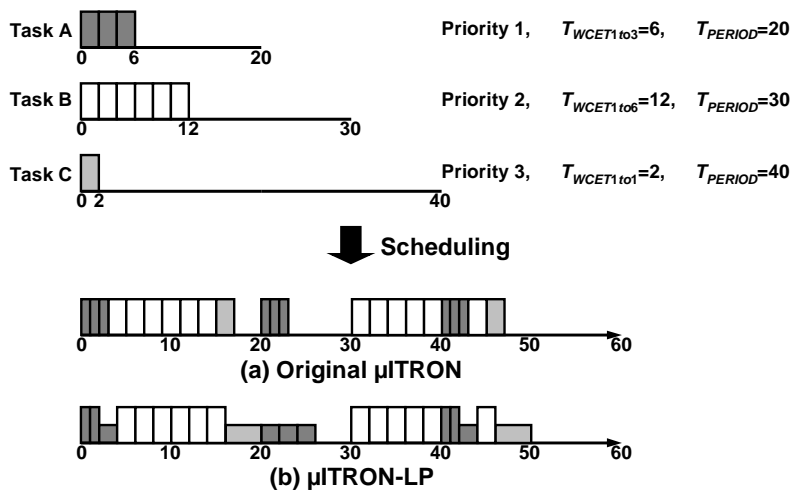 Task A
0 6 20
Priority 1, TWCET1to3=6, TPERIOD=20
Task B
0 12 30
Priority 2, TWCET1to6=12, TPERIOD=30
Task C
0 2 40
Priority 3, TWCET1to1=2, TPERIOD=40
Scheduling
0 10 20 30 40 50 60
(a) Original µITRON
0 10 20 30 40 50 60
(b) µITRON-LP